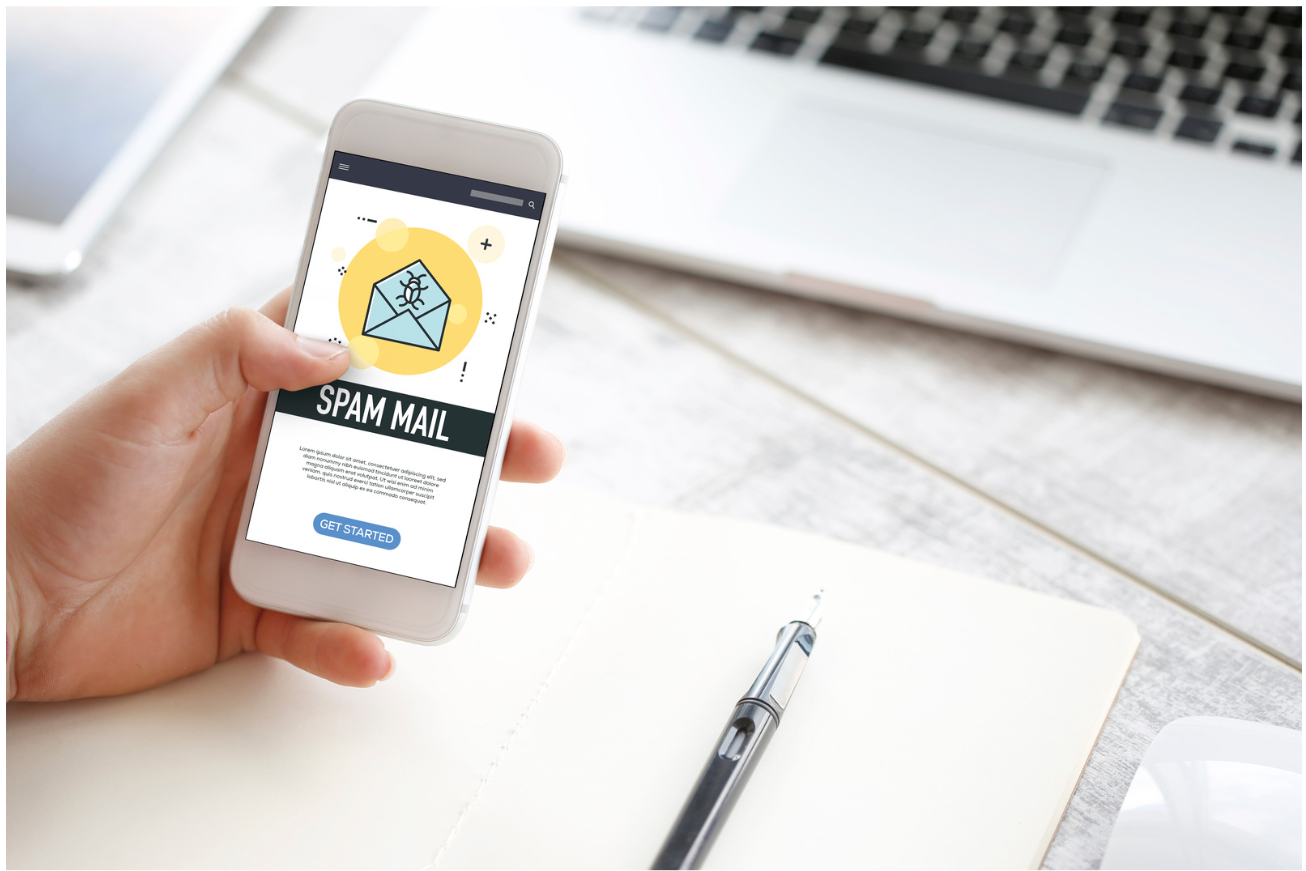 SPAM MAIL
Lorem ipsum dolor sit amet, consectetuer adipiscing elit, sed
diam nonummy nibh euismod tincidunt ut laoreet dolore
magna aliquam erat volutpat. Ut wisi enim ad minim
veniam, quis nostrud exerci tation ullamcorper suscipit
lobortis nisl ut aliquip ex ea commodo consequat.
GET STARTED